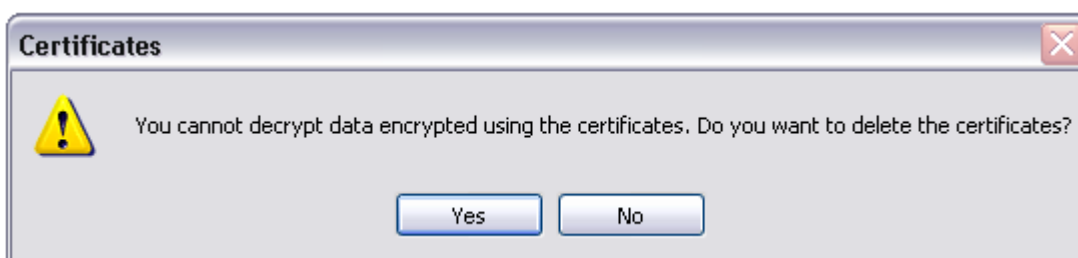 Certificates
You cannot decrypt data encrypted using the certificates. Do you want to delete the certificates?
Yes
No